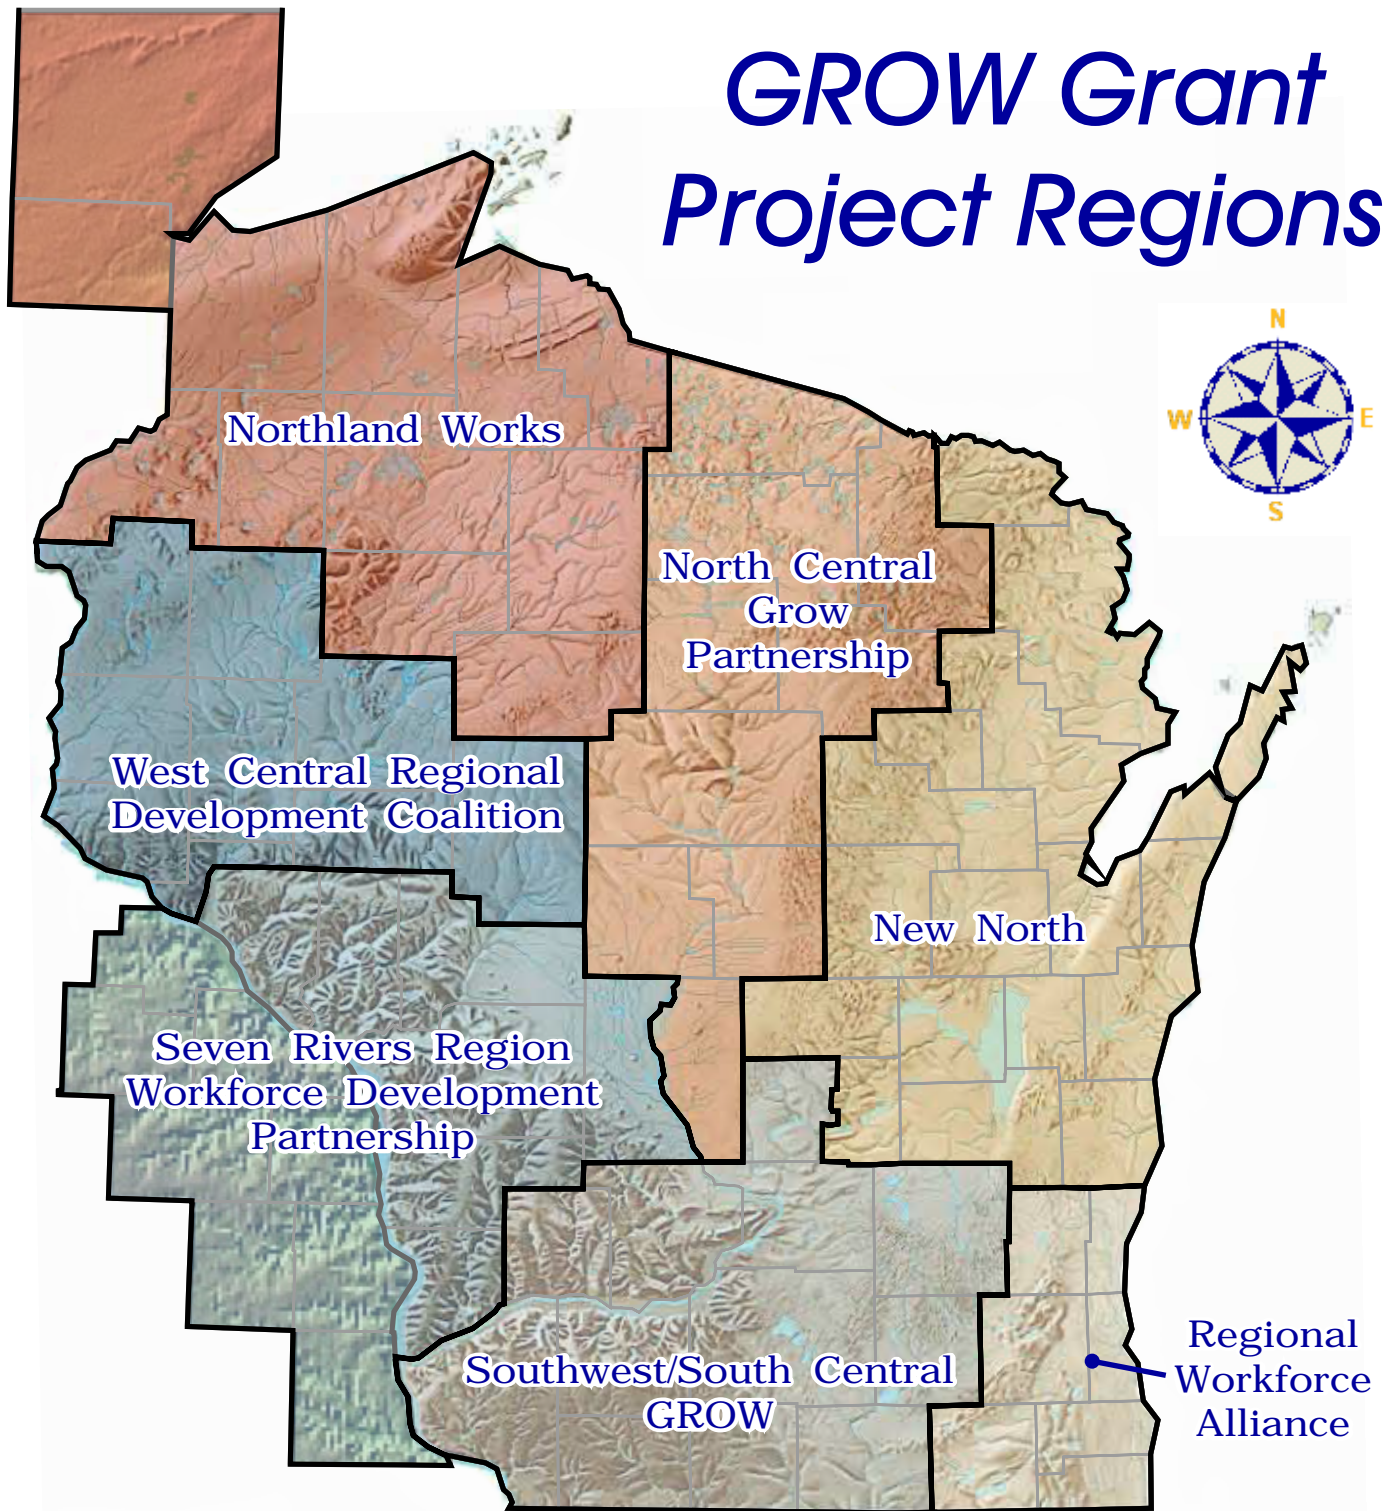 GROW Grant
Project Regions
N
W
E
S
Northland Works
North Central
Grow
Partnership
West Central Regional
Development Coalition
New North
Seven Rivers Region
Workforce Development
Partnership
Southwest/South Central
GROW
Regional
Workforce
Alliance